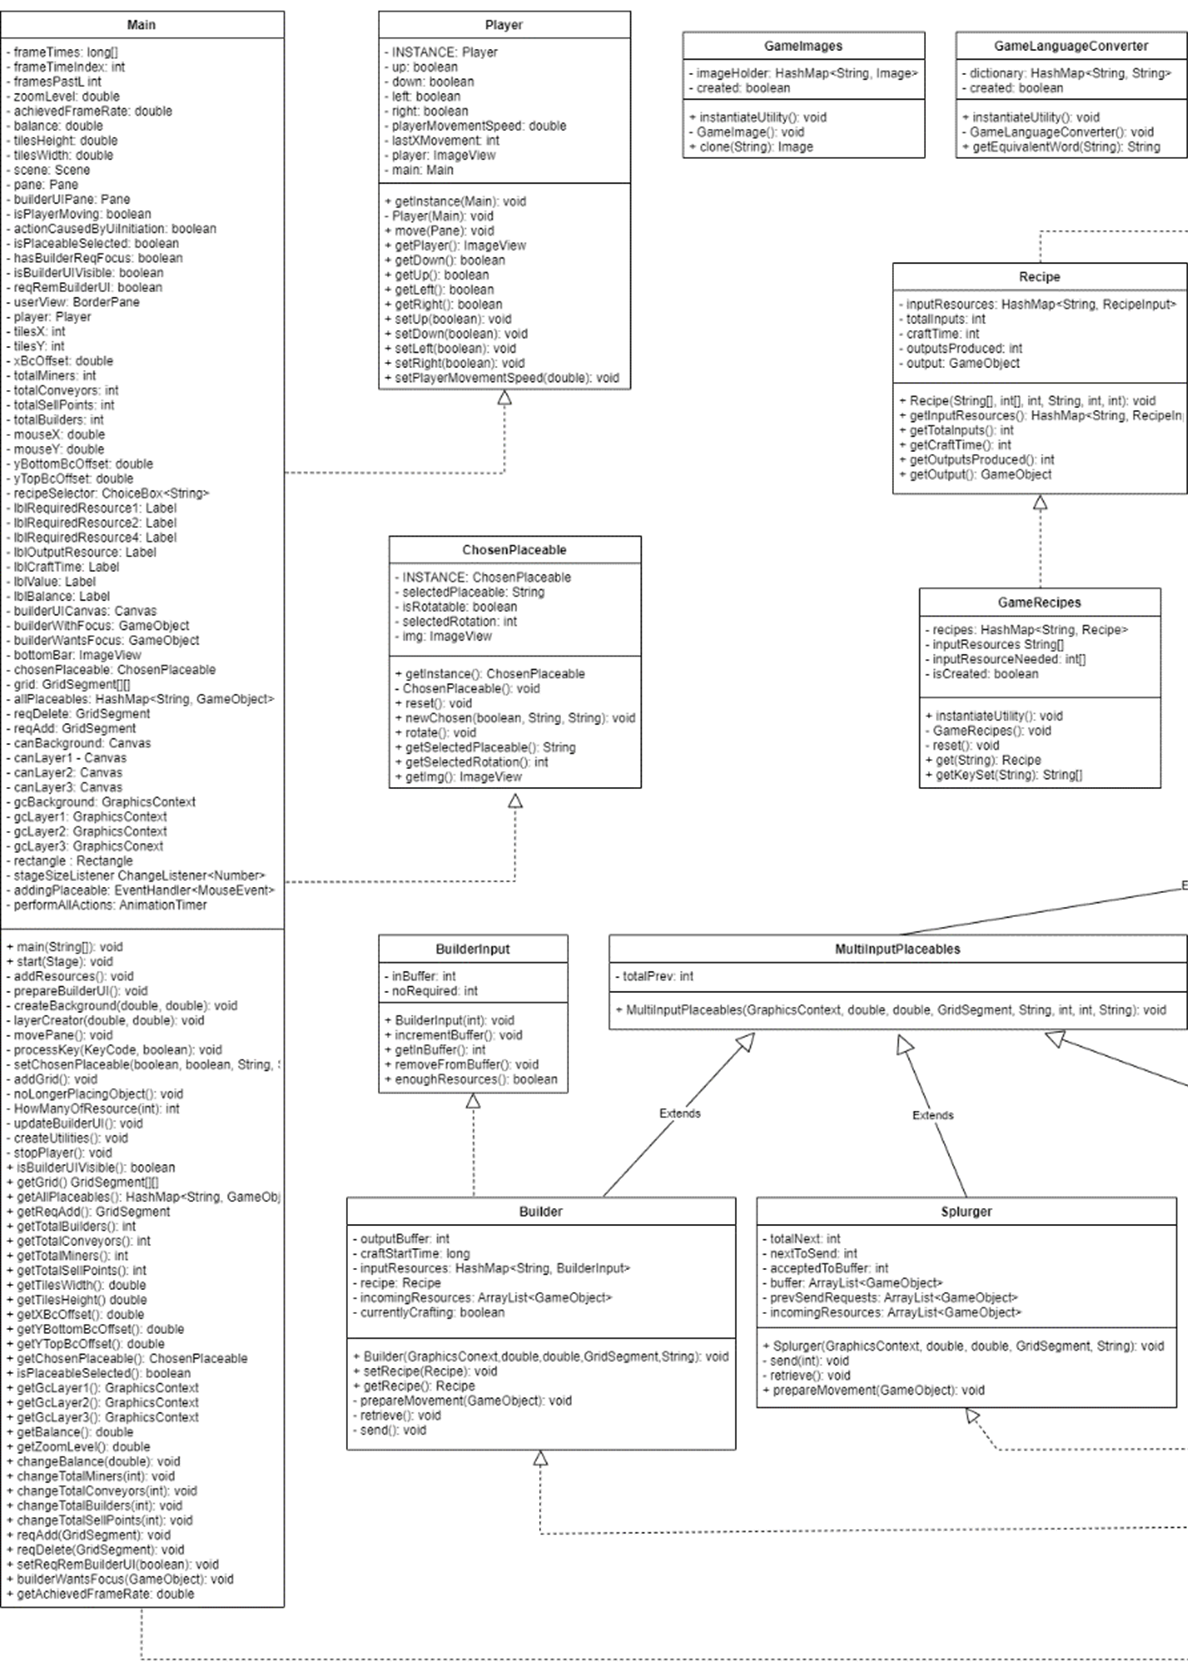 Main
- frameTimes: long[]
- frameTimeIndex: int
- framesPastL int
- zoomLevel: double
- achievedFrameRate: double
- balance: double
- tilesHeight: double
- tilesWidth: double
- scene: Scene
- pane: Pane
- builderUIPane: Pane
- isPlayerMoving: boolean
- actionCausedByUiInitiation: boolean
- isPlaceableSelected: boolean
- hasBuilderReqFocus: boolean
- isBuilderUIVisible: boolean
- reqRemBuilderUI: boolean
- userView: BorderPane
- player: Player
- tilesX: int
- tilesY: int
- xBcOffset: double
- totalMiners: int
- totalConveyors: int
- totalSellPoints: int
- totalBuilders: int
- mouseX: double
- mouseY: double
- yBottomBcOffset: double
- yTopBcOffset: double
- recipeSelector: ChoiceBox<String>
- lblRequiredResource1: Label
- lblRequiredResource2: Label
- lblRequiredResource4: Label
- lblOutputResource: Label
- lblCraftTime: Label
- lblValue: Label
- lblBalance: Label
- builderUICanvas: Canvas
- builderWithFocus: GameObject
- builderWantsFocus: GameObject
- bottomBar: ImageView
- chosenPlaceable: ChosenPlaceable
- grid: GridSegment[][]
- allPlaceables: HashMap<String, GameObject>
- reqDelete: GridSegment
- reqAdd: GridSegment
- canBackground: Canvas
- canLayer1 - Canvas
- canLayer2: Canvas
- canLayer3: Canvas
- gcBackground: GraphicsContext
- gcLayer1: GraphicsContext
- gcLayer2: GraphicsContext
- gcLayer3: GraphicsConext
- rectangle : Rectangle
- stageSizeListener ChangeListener<Number>
- addingPlaceable: EventHandler<MouseEvent>
- performAllActions: AnimationTimer
+ main(String[]): void
+ start(Stage): void
- addResources(): void
- prepareBuilderUI(): void
- createBackground(double, double): void
- layerCreator(double, double): void
- movePane(): void
- processKey(KeyCode, boolean): void
- setChosenPlaceable(boolean, boolean, String,
- addGrid(): void
- noLongerPlacingObject(): void
- HowManyOfResource(int): int
- updateBuilderUI(): void
- createUtilities(): void
- stopPlayer(): void
+ isBuilderUIVisible(): boolean
+ getGrid() GridSegment[][]
+ getAllPlaceables(): HashMap<String, GameObj
+ getReqAdd(): GridSegment
+ getTotalBuilders(): int
+ getTotalConveyors(): int
+ getTotalMiners(): int
+ getTotalSellPoints(): int
+ getTilesWidth(): double
+ getTilesHeight() double
+ getXBcOffset(): double
+ getYBottomBcOffset(): double
+ getYTopBcOffset(): double
+ getChosenPlaceable(): ChosenPlaceable
+ isPlaceableSelected(): boolean
+ getGcLayer1(): GraphicsContext
+ getGcLayer2(): GraphicsContext
+ getGcLayer3(): GraphicsContext
+ getBalance(): double
+ getZoomLevel(): double
+ changeBalance(double): void
+ changeTotalMiners(int): void
+ changeTotalConveyors(int): void
+ changeTotalBuilders(int): void
+ changeTotalSellPoints(int): void
+ reqAdd(GridSegment): void
+ reqDelete(GridSegment): void
+ setReqRemBuilderUI(boolean): void
+ builderWantsFocus(GameObject): void
+ getAchievedFrameRate: double
Player
- INSTANCE: Player
- up: boolean
- down: boolean
- left: boolean
- right: boolean
- playerMovementSpeed: double
- lastXMovement: int
- player: ImageView
- main: Main
+ getInstance(Main): void
- Player(Main): void
+ move(Pane): void
+ getPlayer(): ImageView
+ getDown(): boolean
+ getUp(): boolean
+ getLeft(): boolean
+ getRight(): boolean
+ setUp(boolean): void
+ setDown(boolean): void
+ setLeft(boolean): void
+ setRight(boolean): void
+ setPlayerMovementSpeed(double): void
GameImages
- imageHolder: HashMap<String, Image>
- created: boolean
+ instantiateUtility(): void
- GameImage(): void
+ clone(String): Image
GameLanguageConverter
- dictionary: HashMap<String, String>
- created: boolean
+ instantiateUtility(): void
- GameLanguageConverter(): void
+ getEquivalentWord(String): String
Recipe
- inputResources: HashMap<String, RecipeInput>
- totalInputs: int
- craftTime: int
- outputsProduced: int
- output: GameObject
+ Recipe(String[], int[], int, String, int, int): void
+ getInputResources(): HashMap<String, RecipeIn
+ getTotaInputs(): int
+ getCraftTime(): int
+ getOutputsProduced(): int
+ getOutput(): GameObject
ChosenPlaceable
- INSTANCE: ChosenPlaceable
- selectedPlaceable: String
- isRotatable: boolean
- selectedRotation: int
- img: ImageView
+ getInstance(): ChosenPlaceable
- ChosenPlaceable(): void
+ reset(): void
+ newChosen(boolean, String, String): void
+ rotate(): void
+ getSelectedPlaceable(): String
+ getSelectedRotation(): int
+ getImg(): ImageView
GameRecipes
- recipes: HashMap<String, Recipe>
- inputResources String[]
- inputResourceNeeded: int[]
- isCreated: boolean
+ instantiateUtility(): void
- GameRecipes(): void
- reset(): void
+ get(String): Recipe
+ getKeySet(String): String[]
E
BuilderInput
- inBuffer: int
- noRequired: int
+ BuilderInput(int): void
+ incrementBuffer(): void
+ getInBuffer(): int
+ removeFromBuffer(): void
+ enoughResources(): boolean
MultiInputPlaceables
- totalPrev: int
+ MultiInputPlaceables(GraphicsContext, double, double, GridSegment, String, int, int, String): void
Extends
Extends
Builder
- outputBuffer: int
- craftStartTime: long
- inputResources: HashMap<String, BuilderInput>
- recipe: Recipe
- incomingResources: ArrayList<GameObject>
- currentlyCrafting: boolean
+ Builder(GraphicsConext,double,double,GridSegment,String): void
+ setRecipe(Recipe): void
+ getRecipe(): Recipe
- prepareMovement(GameObject): void
- retrieve(): void
- send(): void
Splurger
- totalNext: int
- nextToSend: int
- acceptedToBuffer: int
- buffer: ArrayList<GameObject>
- prevSendRequests: ArrayList<GameObject>
- incomingResources: ArrayList<GameObject>
+ Splurger(GraphicsContext, double, double, GridSegment, String): void
- send(int): void
- retrieve(): void
+ prepareMovement(GameObject): void